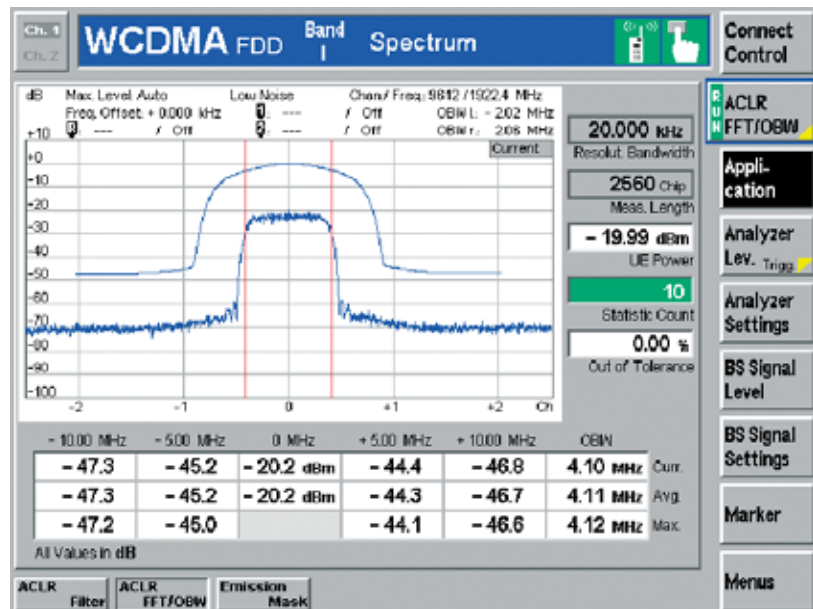 Ch. 1
Ch. 2
WCDMA FDD Band I Spectrum
Connect Control
dB Max. Level: Auto Low Noise Chan./ Freq.: 9612 /1922.4 MHz
Freq. Offset: + 0.000 kHz 1: --- / Off OBW l: - 2.02 MHz
3: --- / Off 2: --- / Off OBW r: 2.06 MHz
Current
+10
+0
-10
-20
-30
-40
-50
-60
-70
-80
-90
-100
-2 -1 0 +1 +2 Ch
20.000 kHz
Resolut. Bandwidth
2560 Chip
Meas. Length
- 19.99 dBm
UE Power
10
Statistic Count
0.00 %
Out of Tolerance
RUN
ACLR FFT/OBW
Appli-
cation
Analyzer
Lev. Trigg.
Analyzer
Settings
BS Signal
Level
BS Signal
Settings
Marker
Menus
- 10.00 MHz - 5.00 MHz 0 MHz + 5.00 MHz + 10.00 MHz OBW
- 47.3 - 45.2 - 20.2 dBm - 44.4 - 46.8 4.10 MHz Curr.
- 47.3 - 45.2 - 20.2 dBm - 44.3 - 46.7 4.11 MHz Avg.
- 47.2 - 45.0 - 44.1 - 46.6 4.12 MHz Max.
All Values in dB
ACLR Filter
ACLR FFT/OBW
Emission Mask